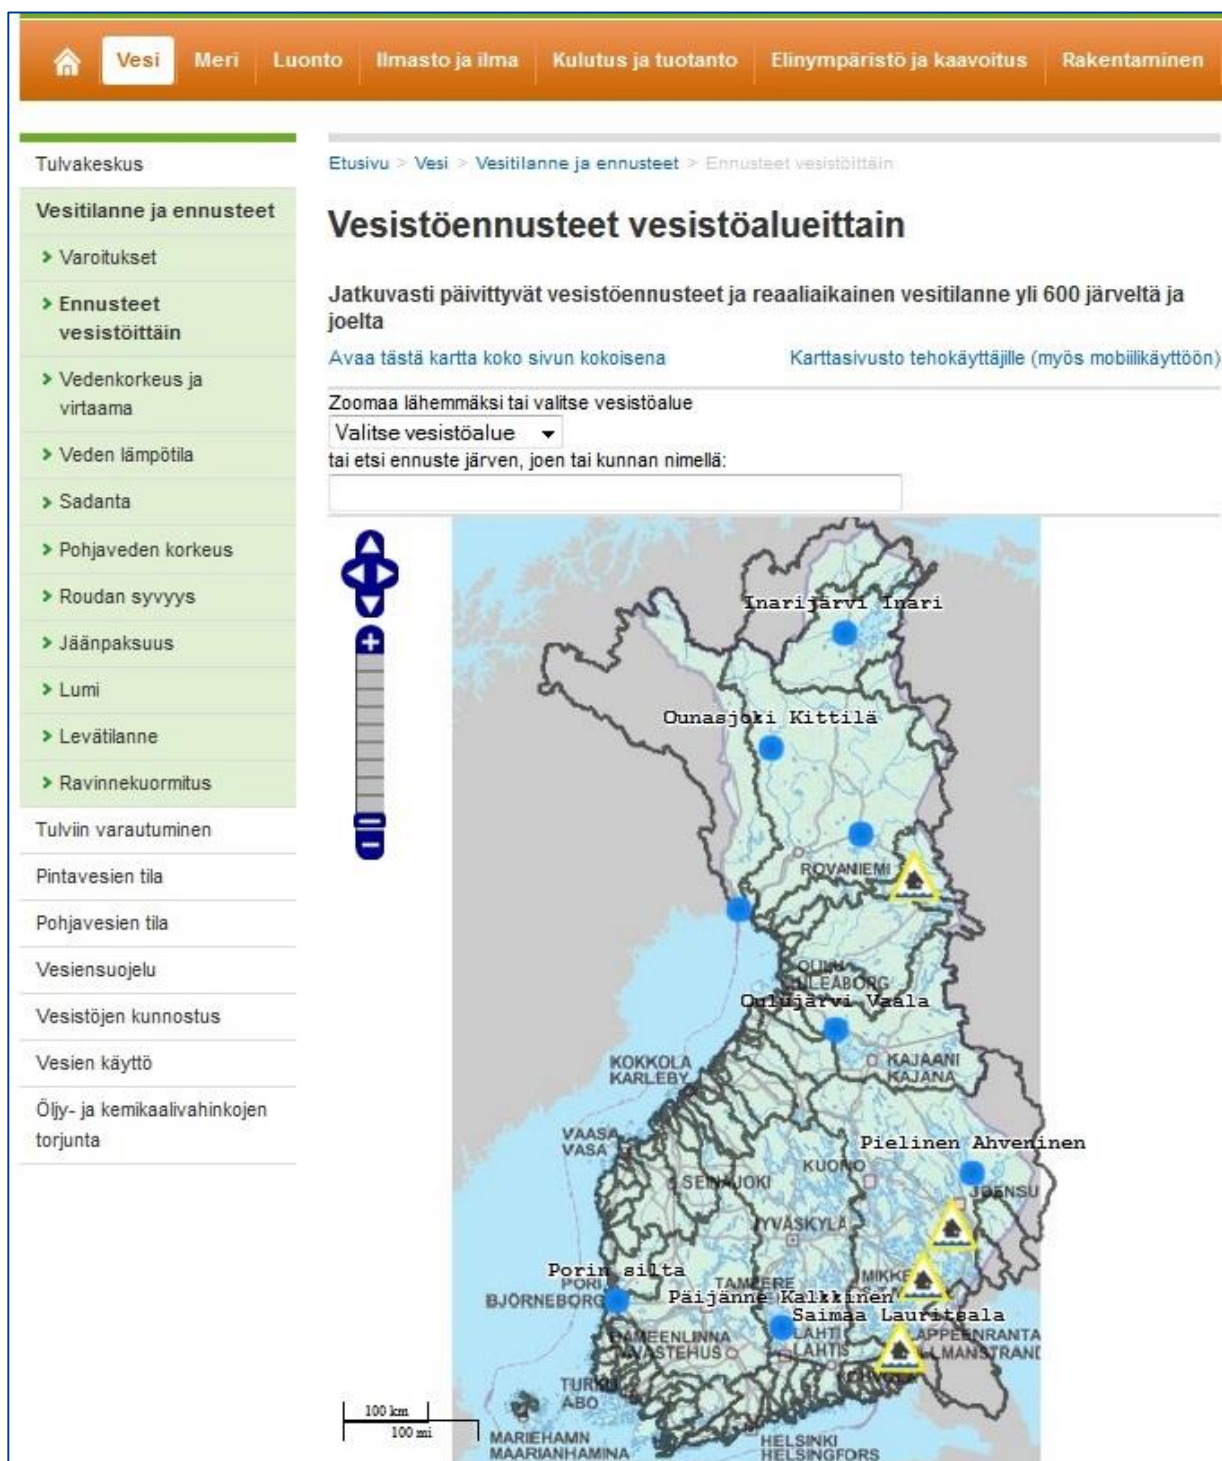 Vesi Meri Luonto Ilmasto ja ilma Kulutus ja tuotanto Elinympäristö ja kaavoitus Rakentaminen
Tulvakeskus
Vesitilanne ja ennusteet
Varoitukset
Ennusteet
vesistöittäin
Vedenkorkeus ja
virtaama
Veden lämpötila
Sadanta
Pohjaveden korkeus
Roudan syvyys
Jäänpaksuus
Lumi
Levätilanne
Ravinnekuormitus
Tulviin varautuminen
Pintavesien tila
Pohjavesien tila
Vesiensuojelu
Vesistöjen kunnostus
Vesien käyttö
Öljy- ja kemikaalivahinkojen
torjunta
Etusivu > Vesi > Vesitilanne ja ennusteet > Ennusteet vesistöittäin
Vesistöennusteet vesistöalueittain
Jatkuvasti päivittyvät vesistöennusteet ja reaaliaikainen vesitilanne yli 600 järveltä ja
joelta
Avaa tästä kartta koko sivun kokoisena Karttasivusto tehokäyttäjille (myös mobiilikäyttöön)
Zoomaa lähemmäksi tai valitse vesistöalue
Valitse vesistöalue
tai etsi ennuste järven, joen tai kunnan nimellä:
Inarijärvi Inari
Ounasjoki Kittilä
ROVANIEMI
OULU
ULEÅBORG
Oulujärvi Vaala
KAJAANI
KAJANA
KOKKOLA
KARLEBY
VAASA
VASA
Pielinen Ahveninen
KUOPIO
SEINÄJOKI
JOENSU
JYVÄSKYLÄ
Porin silta
PORI
BJÖRNEBORG
TAMPERE
MIKKE
Päijänne Kalkkinen
Saimaa Lauritsala
HÄMEENLINNA
TAVASTEHUS
LAHTI
LAHTIS
LAPPEENRANTA
LLMANSTRAND
KOUVOLA
TURKU
ÅBO
100 km
100 mi
MARIEHAMN
MAARIANHAMINA
HELSINKI
HELSINGFORS